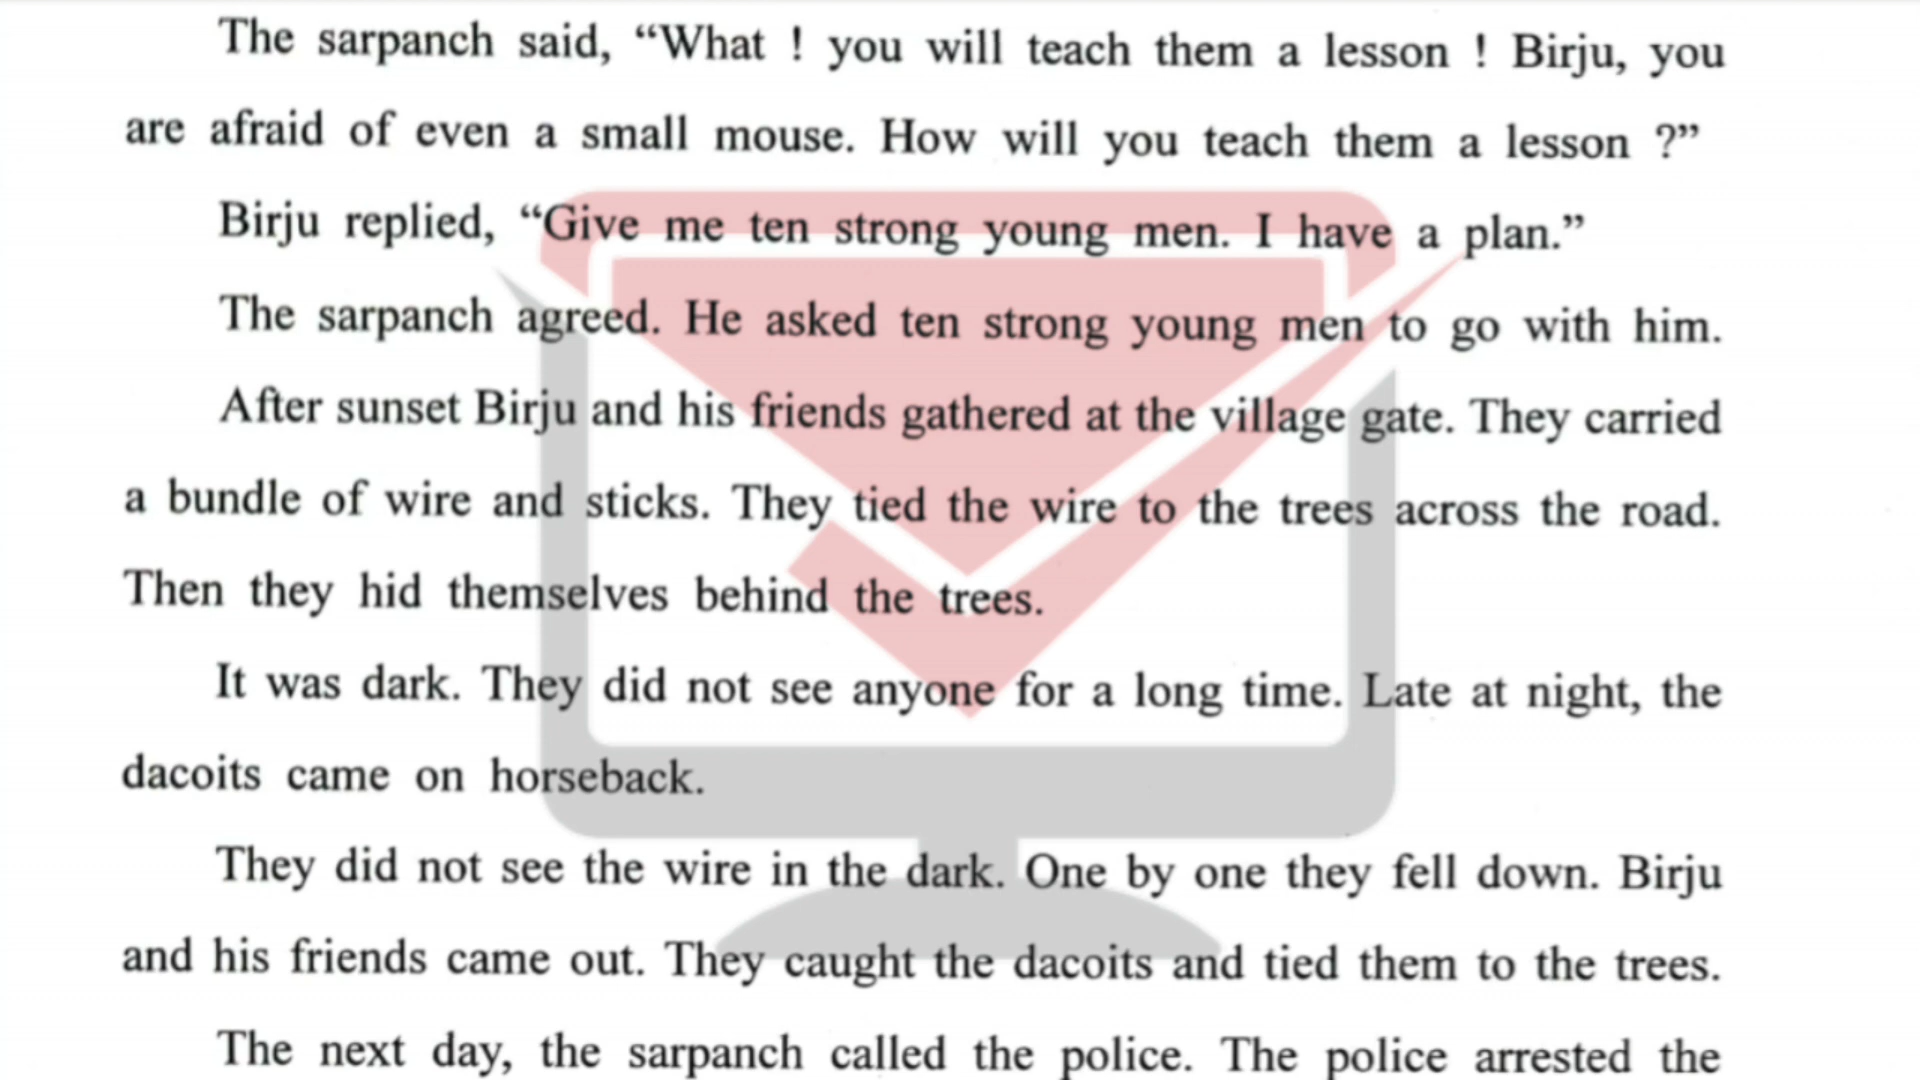 The sarpanch said, “What ! you will teach them a lesson ! Birju, you
are afraid of even a small mouse. How will you teach them a lesson ?”
Birju replied, “Give me ten strong young men. I have a plan.”
The sarpanch agreed. He asked ten strong young men to go with him.
After sunset Birju and his friends gathered at the village gate. They carried
a bundle of wire and sticks. They tied the wire to the trees across the road.
Then they hid themselves behind the trees.
It was dark. They did not see anyone for a long time. Late at night, the
dacoits came on horseback.
They did not see the wire in the dark. One by one they fell down. Birju
and his friends came out. They caught the dacoits and tied them to the trees.
The next day, the sarpanch called the police. The police arrested the